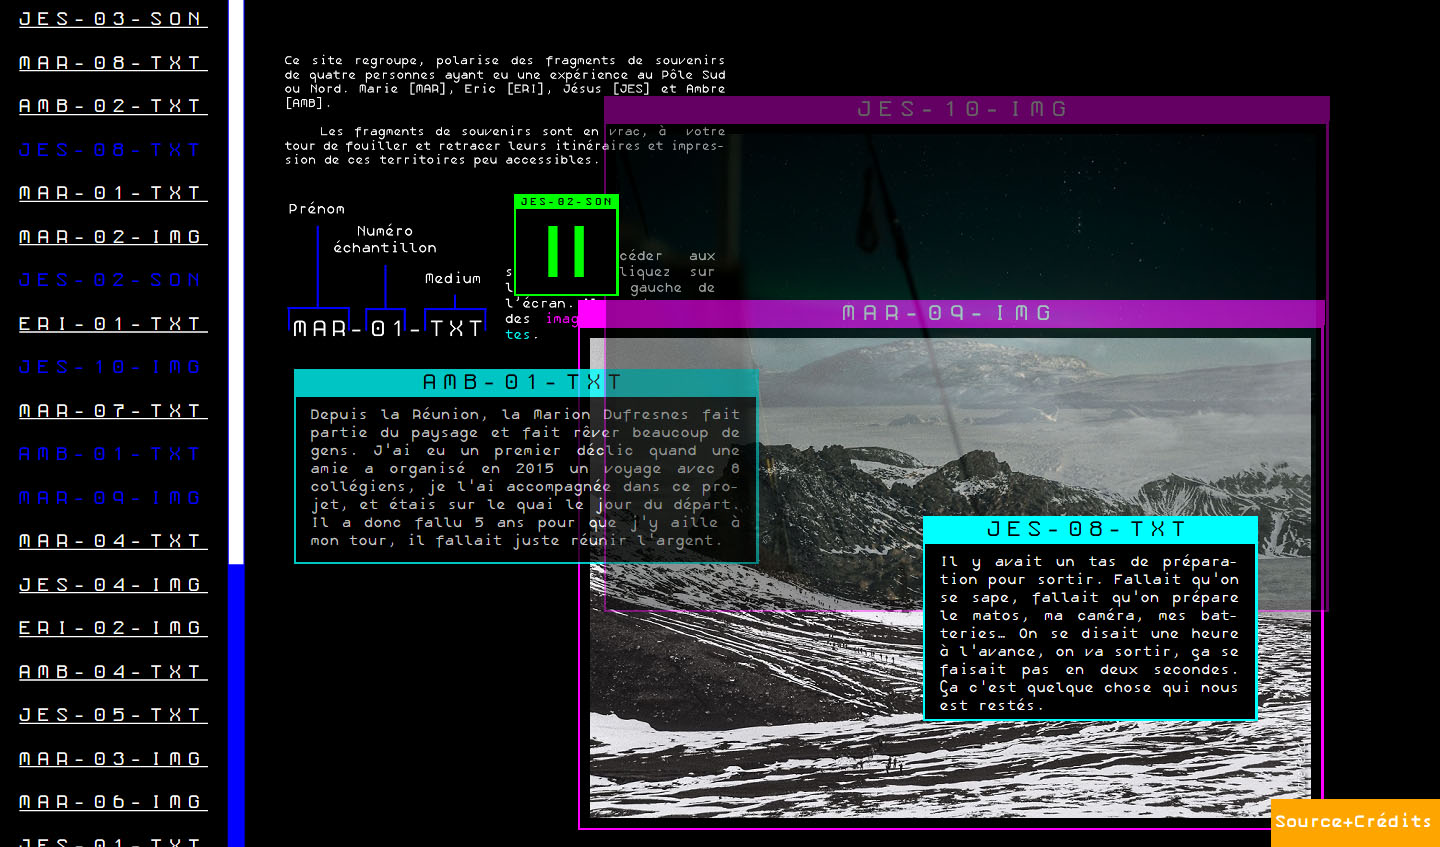 JES-03-SON
MAR-08-TXT
AMB-02-TXT
JES-08-TXT
MAR-01-TXT
MAR-02-IMG
JES-02-SON
ERI-01-TXT
JES-10-IMG
MAR-07-TXT
AMB-01-TXT
MAR-09-IMG
MAR-04-TXT
JES-04-IMG
ERI-02-IMG
AMB-04-TXT
JES-05-TXT
MAR-03-IMG
MAR-06-IMG
JES-01-TXT
Ce site regroupe, polarise des fragments de souvenirs
de quatre personnes ayant eu une expérience au Pôle Sud
ou Nord. Marie [MAR], Eric [ERI], Jésus [JES] et Ambre
[AMB].
Les fragments de souvenirs sont en vrac, à votre
tour de fouiller et retracer leurs itinéraires et impres-
sion de ces territoires peu accessibles.
Prénom
Numéro
échantillon
Medium
MAR-01-TXT
JES-02-SON
céder aux
liquez sur
gauche de
l'écran.
des imag
tes.
JES-10-IMG
MAR-09-IMG
AMB-01-TXT
Depuis la Réunion, la Marion Dufresnes fait
partie du paysage et fait rêver beaucoup de
gens. J'ai eu un premier déclic quand une
amie a organisé en 2015 un voyage avec 8
collégiens, je l'ai accompagnée dans ce pro-
jet, et étais sur le quai le jour du départ.
Il a donc fallu 5 ans pour que j'y aille à
mon tour, il fallait juste réunir l'argent.
JES-08-TXT
Il y avait un tas de prépara-
tion pour sortir. Fallait qu'on
se sape, fallait qu'on prépare
le matos, ma caméra, mes bat-
teries… On se disait une heure
à l'avance, on va sortir, ça se
faisait pas en deux secondes.
Ça c'est quelque chose qui nous
est restés.
Source+Crédits